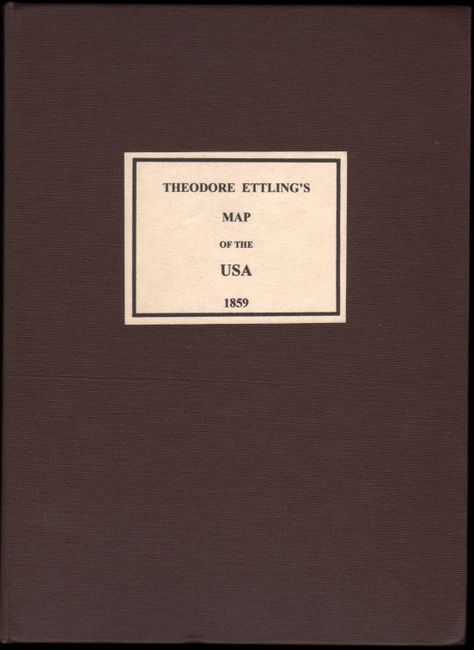 THEODORE ETTLING'S
MAP
OF THE
USA
1859